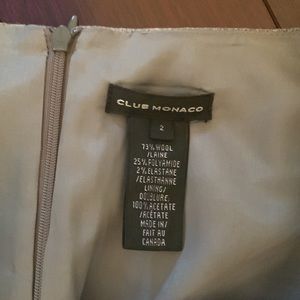 CLUB MONACO
2
73% WOOL
/LAINE
25% POLYAMIDE
2% ELASTANE
/ELASTHANNE
LINING/
DOUBLURE:
100% ACETATE
/ACÉTATE
MADE IN/
FAIT AU
CANADA